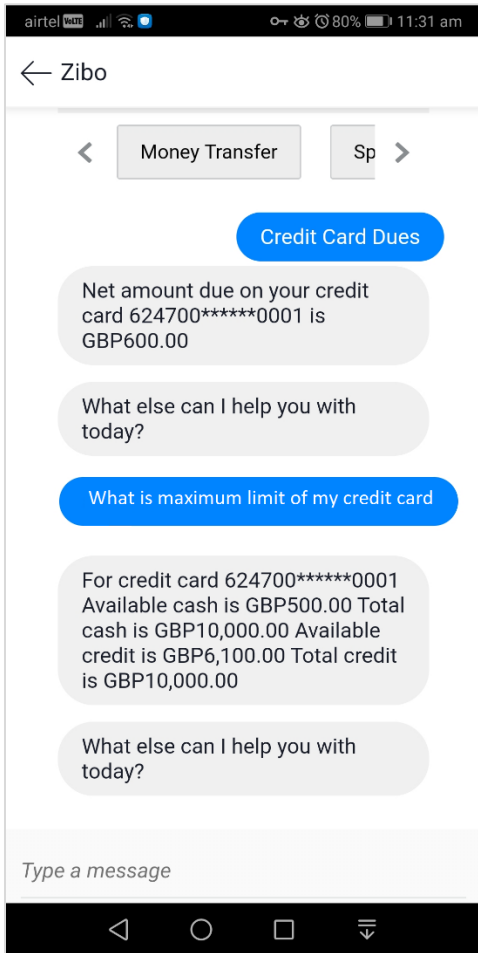 airtel VoLTE 80% 11:31 am
Zibo
Money Transfer Sp
Credit Card Dues
Net amount due on your credit
card 624700******0001 is
GBP600.00
What else can I help you with
today?
What is maximum limit of my credit card
For credit card 624700******0001
Available cash is GBP500.00 Total
cash is GBP10,000.00 Available
credit is GBP6,100.00 Total credit
is GBP10,000.00
What else can I help you with
today?
Type a message